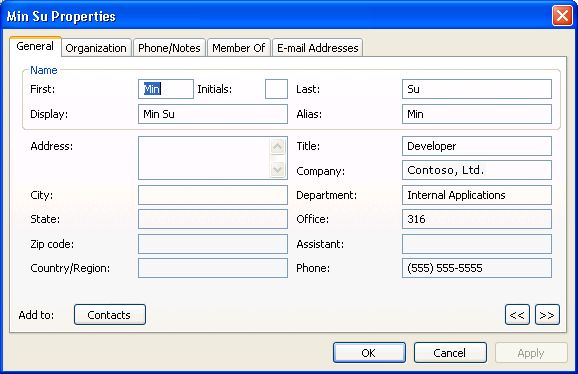 Min Su Properties
General Organization Phone/Notes Member Of E-mail Addresses
Name
First: Min Initials: Last: Su
Display: Min Su Alias: Min
Address: Title: Developer
Company: Contoso, Ltd.
City: Department: Internal Applications
State: Office: 316
Zip code: Assistant:
Country/Region: Phone: (555) 555-5555
Add to: Contacts << >>
OK Cancel Apply